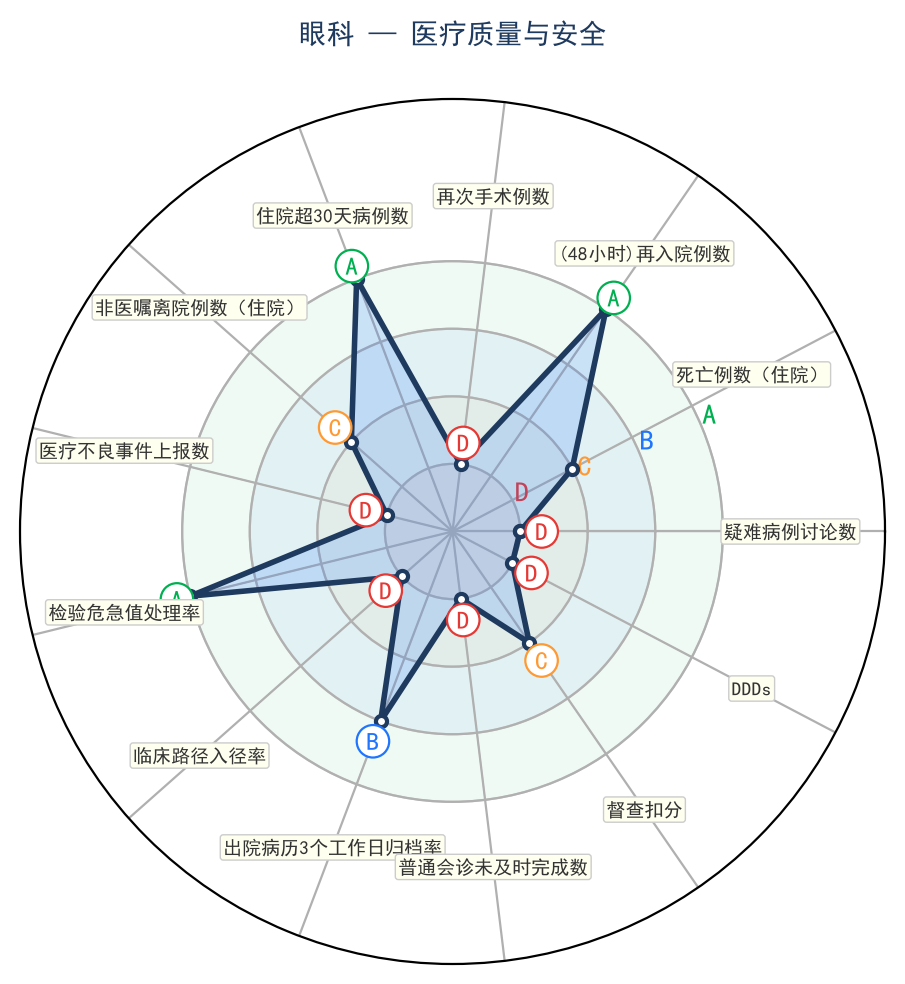 眼科 — 医疗质量与安全
再次手术例数
住院超30天病例数
(48小时)再入院例数
A
A
非医嘱离院例数（住院）
死亡例数（住院）
A
C
D
B
医疗不良事件上报数
C
D
D
D
疑难病例讨论数
D
A
检验危急值处理率
D
D
C
DDDs
B
临床路径入径率
督查扣分
出院病历3个工作日归档率
普通会诊未及时完成数